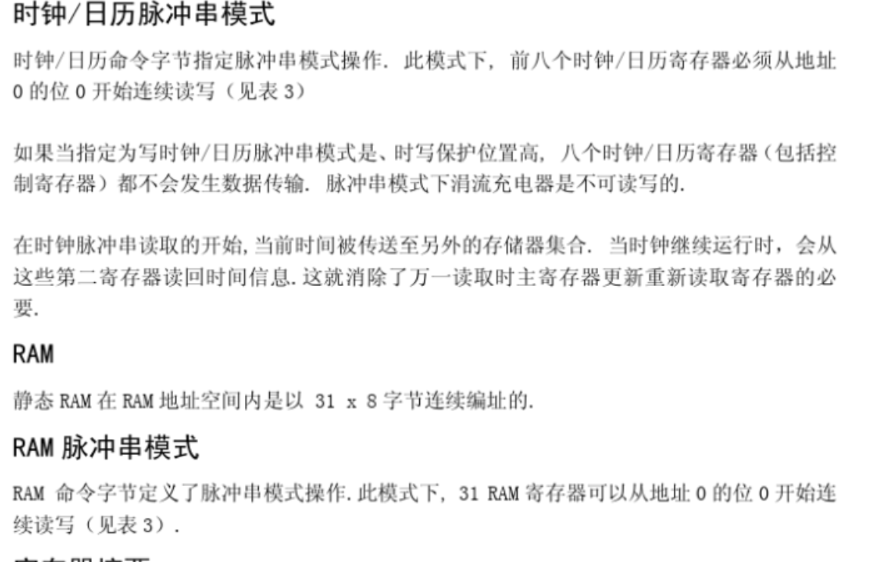 时钟/日历脉冲串模式
时钟/日历命令字节指定脉冲串模式操作. 此模式下, 前八个时钟/日历寄存器必须从地址
0 的位 0 开始连续读写（见表 3）
如果当指定为写时钟/日历脉冲串模式是、时写保护位置高, 八个时钟/日历寄存器（包括控
制寄存器）都不会发生数据传输. 脉冲串模式下涓流充电器是不可读写的.
在时钟脉冲串读取的开始,当前时间被传送至另外的存储器集合. 当时钟继续运行时，会从
这些第二寄存器读回时间信息.这就消除了万一读取时主寄存器更新重新读取寄存器的必
要.
RAM
静态 RAM 在 RAM 地址空间内是以 31 x 8 字节连续编址的.
RAM 脉冲串模式
RAM 命令字节定义了脉冲串模式操作.此模式下, 31 RAM 寄存器可以从地址 0 的位 0 开始连
续读写（见表 3）.